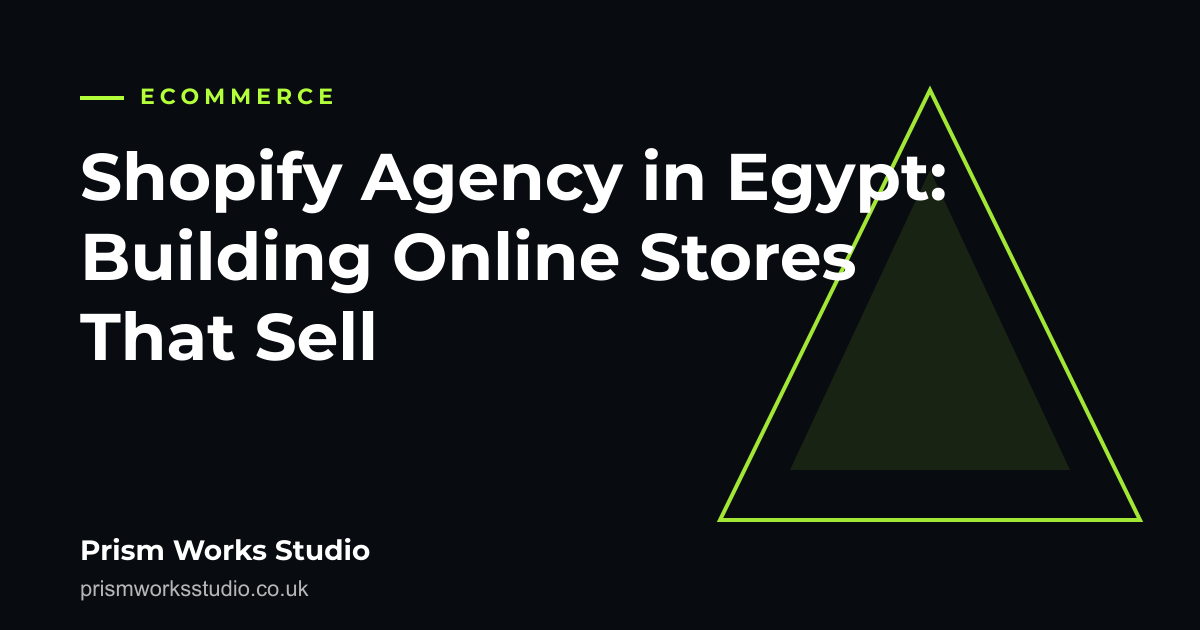 ECOMMERCE
Shopify Agency in Egypt:
Building Online Stores
That Sell
Prism Works Studio
prismworksstudio.co.uk